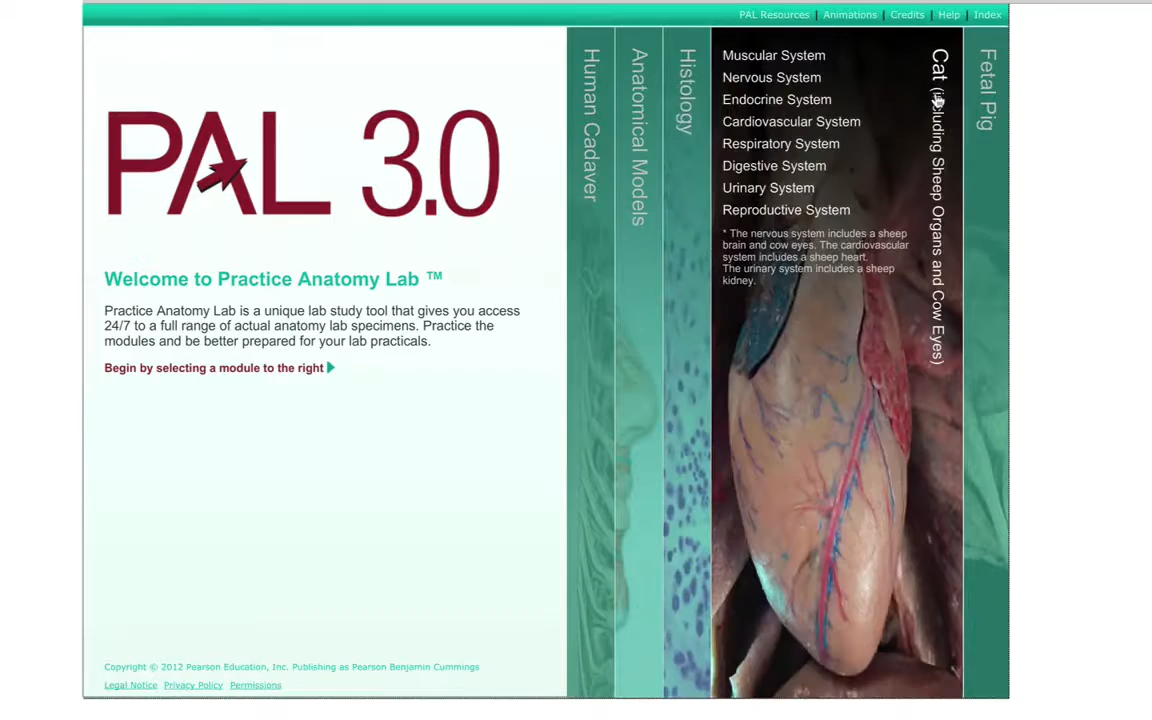 PAL Resources | Animations | Credits | Help | Index
PAL 3.0
Welcome to Practice Anatomy Lab ™
Practice Anatomy Lab is a unique lab study tool that gives you access
24/7 to a full range of actual anatomy lab specimens. Practice the
modules and be better prepared for your lab practicals.
Begin by selecting a module to the right
Copyright © 2012 Pearson Education, Inc. Publishing as Pearson Benjamin Cummings
Legal Notice Privacy Policy Permissions
Human Cadaver
Anatomical Models
Histology
Muscular System
Nervous System
Endocrine System
Cardiovascular System
Respiratory System
Digestive System
Urinary System
Reproductive System
* The nervous system includes a sheep
brain and cow eyes. The cardiovascular
system includes a sheep heart.
The urinary system includes a sheep
kidney.
Cat (including Sheep Organs and Cow Eyes)
Fetal Pig